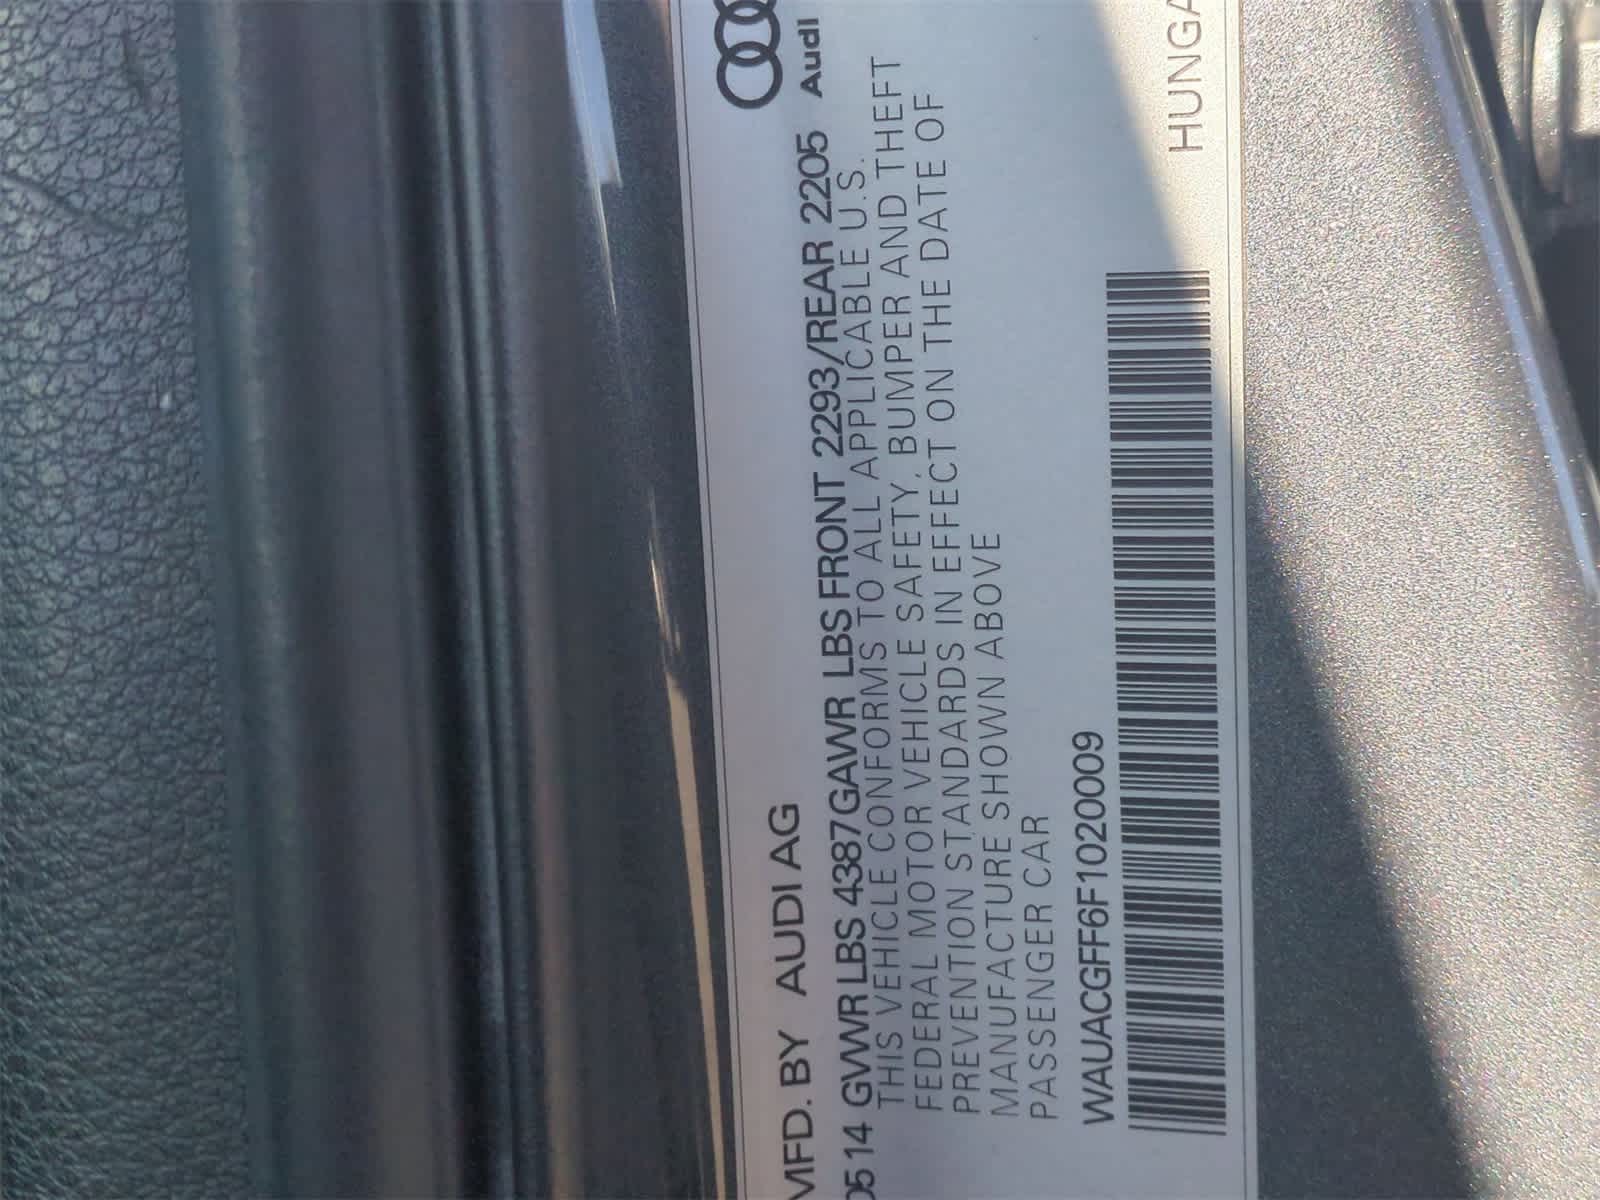 Audi
MFD. BY AUDI AG
0514 GVWR LBS 4387 GAWR LBS FRONT 2293/REAR 2205
THIS VEHICLE CONFORMS TO ALL APPLICABLE U.S.
FEDERAL MOTOR VEHICLE SAFETY, BUMPER AND THEFT
PREVENTION STANDARDS IN EFFECT ON THE DATE OF
MANUFACTURE SHOWN ABOVE
PASSENGER CAR
WAUACGFF6F1020009